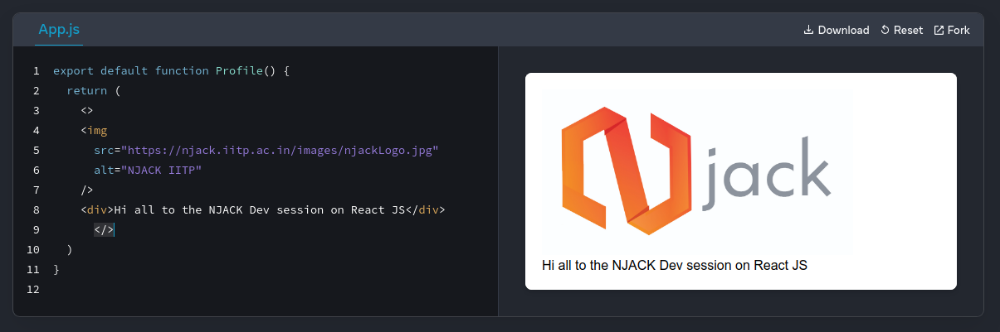 App.js
Download Reset Fork
1 export default function Profile() {
2 return (
3 <>
4 <img
5 src="https://njack.iitp.ac.in/images/njackLogo.jpg"
6 alt="NJACK IITP"
7 />
8 <div>Hi all to the NJACK Dev session on React JS</div>
9 </>
10 )
11 }
12
njack
Hi all to the NJACK Dev session on React JS